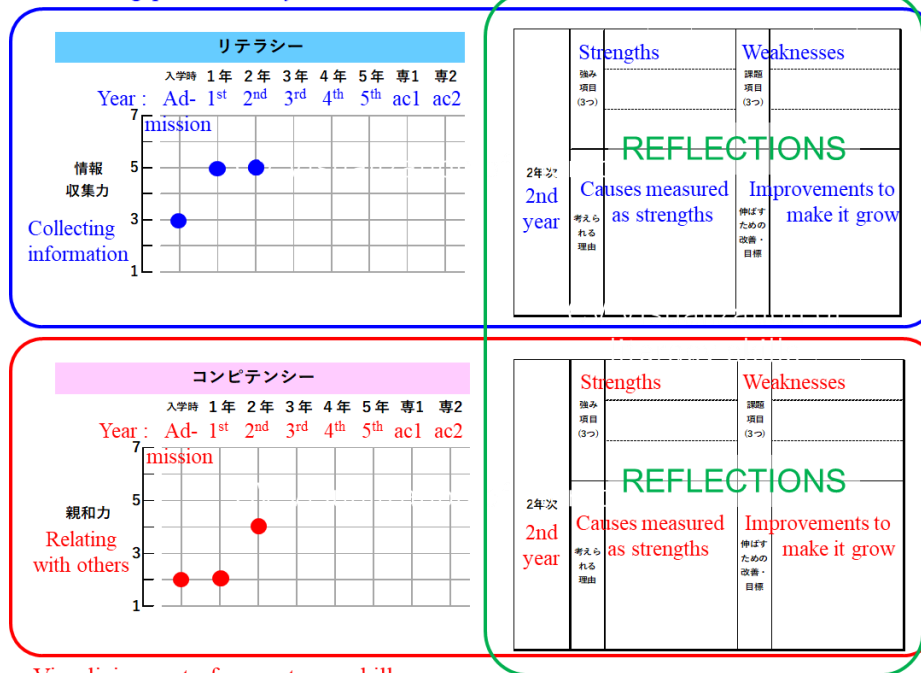 リテラシー
入学時 1年 2年 3年 4年 5年 専1 専2
Year : Ad- 1st 2nd 3rd 4th 5th ac1 ac2
mission
7
5
3
1
情報
収集力
Collecting
information
Strengths
Weaknesses
強み
項目
(3つ)
課題
項目
(3つ)
REFLECTIONS
2年次
2nd
year
Causes measured
as strengths
考えら
れる
理由
Improvements to
make it grow
伸ばす
ための
改善・
目標
コンピテンシー
入学時 1年 2年 3年 4年 5年 専1 専2
Year : Ad- 1st 2nd 3rd 4th 5th ac1 ac2
mission
7
5
3
1
親和力
Relating
with others
Strengths
Weaknesses
強み
項目
(3つ)
課題
項目
(3つ)
REFLECTIONS
2年次
2nd
year
Causes measured
as strengths
考えら
れる
理由
Improvements to
make it grow
伸ばす
ための
改善・
目標